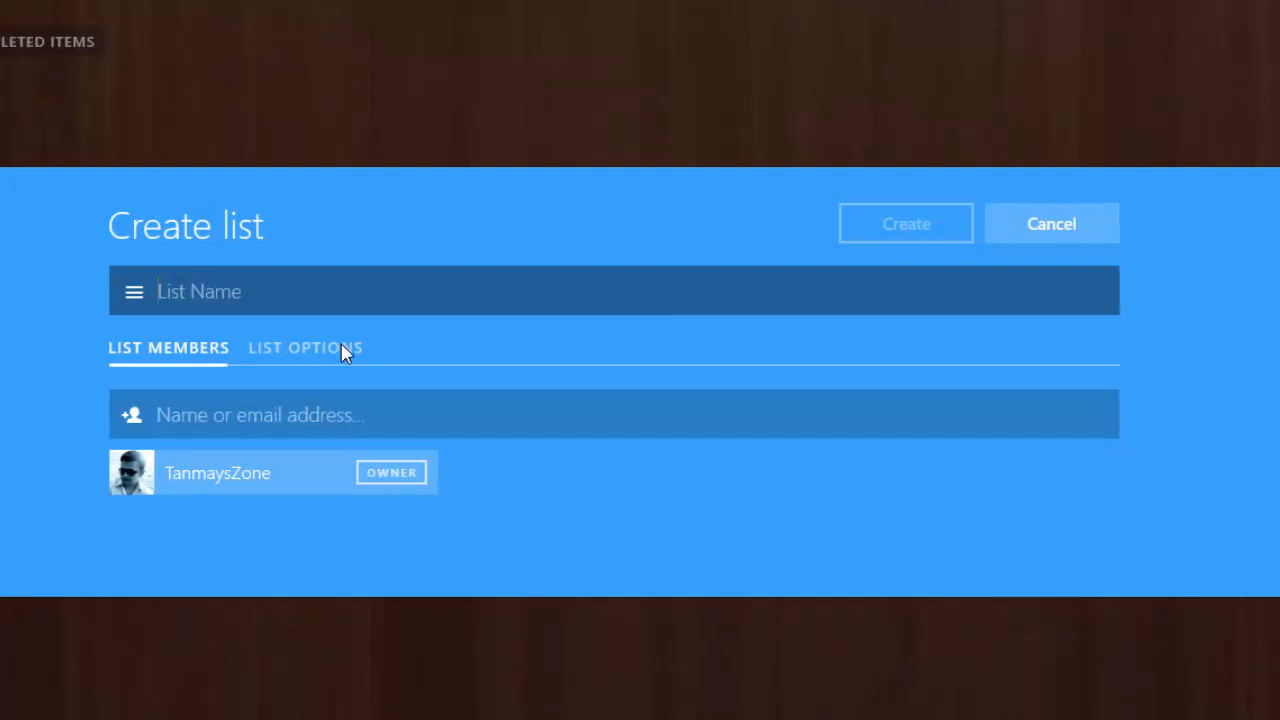 LETED ITEMS
Create list
Create
Cancel
List Name
LIST MEMBERS
LIST OPTIONS
Name or email address...
TanmaysZone
OWNER